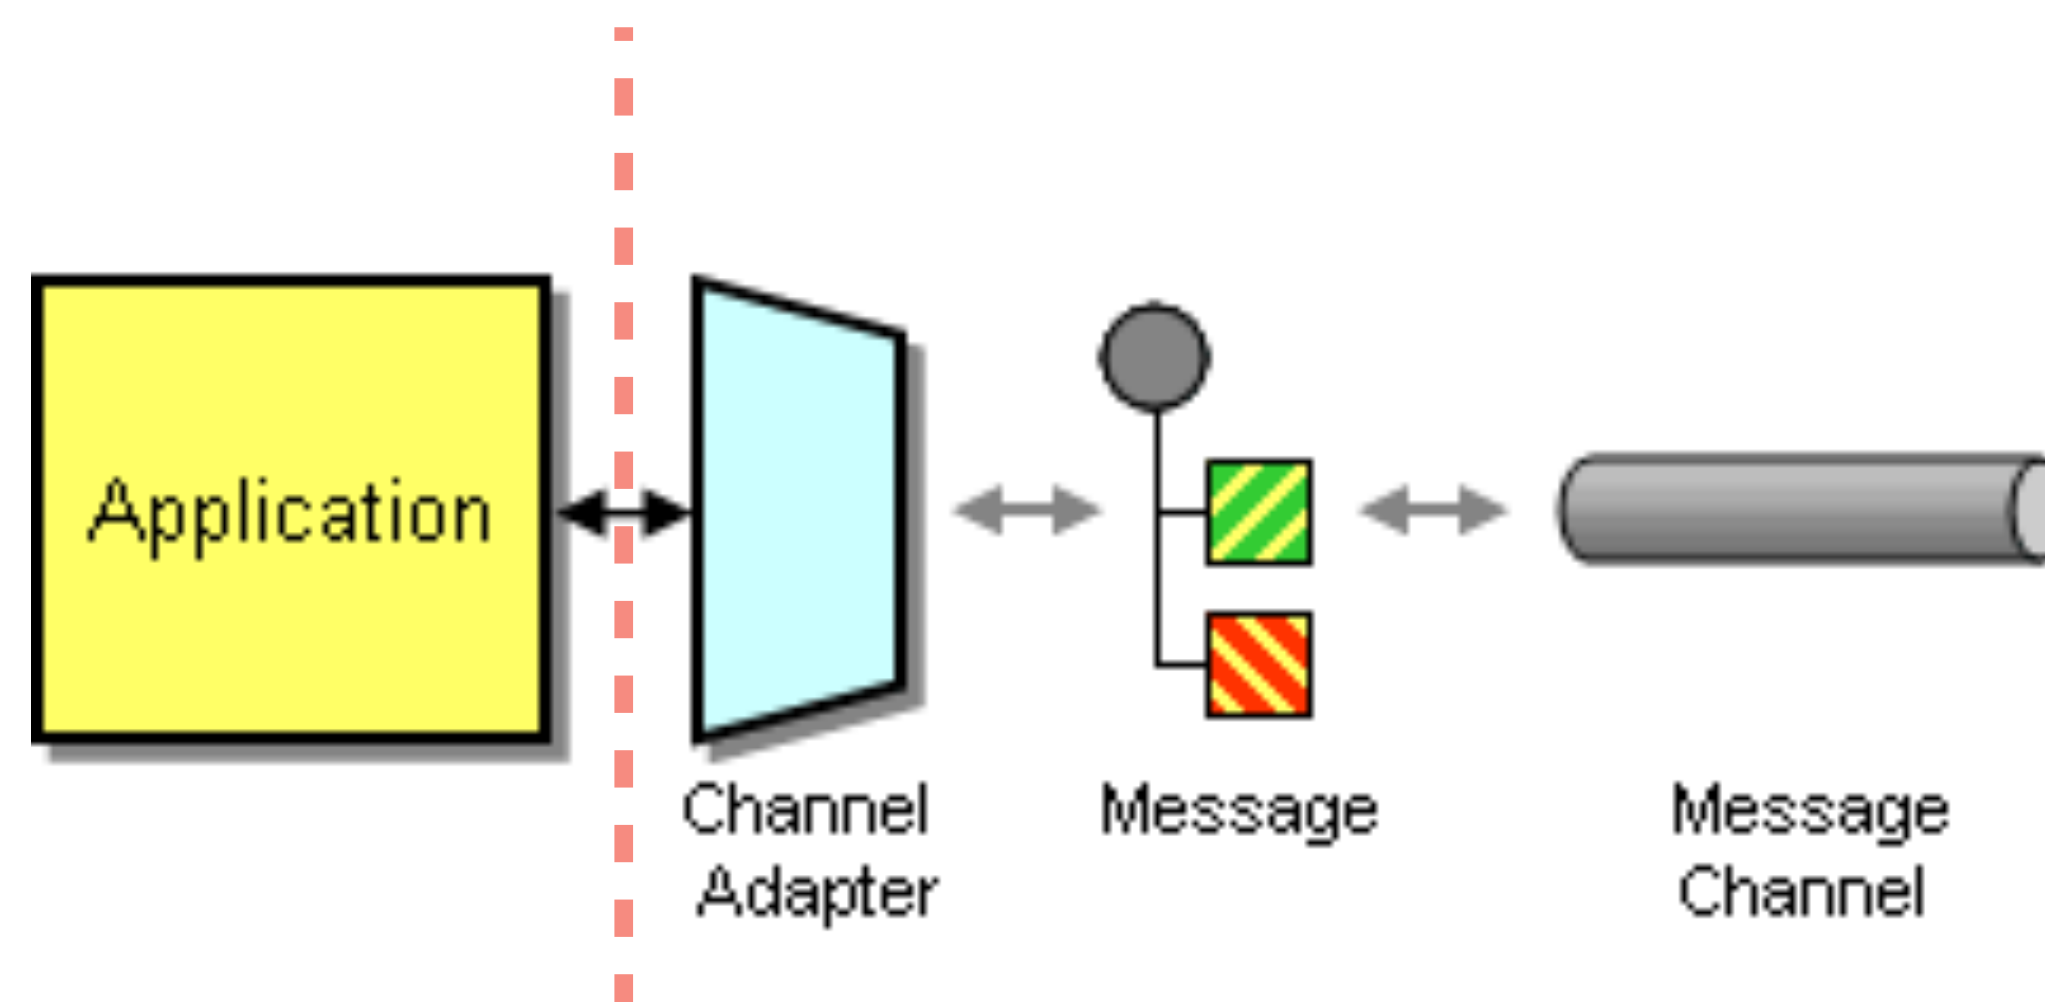 Application
Channel
Adapter
Message
Message
Channel